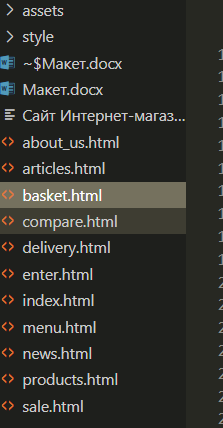 assets
style
~$Макет.docx
Макет.docx
Сайт Интернет-магаз...
about_us.html
articles.html
basket.html
compare.html
delivery.html
enter.html
index.html
menu.html
news.html
products.html
sale.html